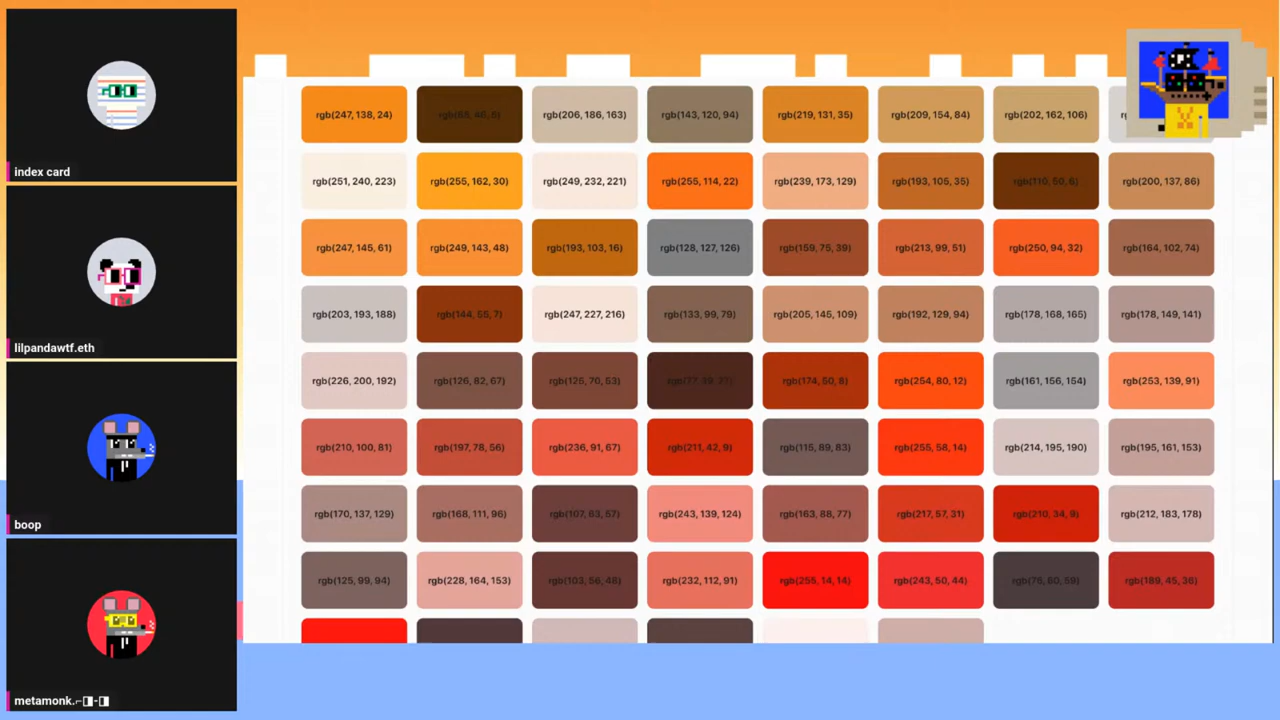 index card
lilpandawtf.eth
boop
metamonk.⌐◨-◨
rgb(247, 138, 24)
rgb(206, 186, 163)
rgb(143, 120, 94)
rgb(219, 131, 35)
rgb(209, 154, 84)
rgb(202, 162, 106)
rgb(251, 240, 223)
rgb(255, 162, 30)
rgb(249, 232, 221)
rgb(255, 114, 22)
rgb(239, 173, 129)
rgb(193, 105, 35)
rgb(110, 50, 6)
rgb(200, 137, 86)
rgb(247, 145, 61)
rgb(249, 143, 48)
rgb(193, 103, 16)
rgb(128, 127, 126)
rgb(159, 75, 39)
rgb(213, 99, 51)
rgb(250, 94, 32)
rgb(164, 102, 74)
rgb(203, 193, 188)
rgb(144, 55, 7)
rgb(247, 227, 216)
rgb(133, 99, 79)
rgb(205, 145, 109)
rgb(192, 129, 94)
rgb(178, 168, 165)
rgb(178, 149, 141)
rgb(226, 200, 192)
rgb(126, 82, 67)
rgb(125, 70, 53)
rgb(174, 50, 8)
rgb(254, 80, 12)
rgb(161, 156, 154)
rgb(253, 139, 91)
rgb(210, 100, 81)
rgb(197, 78, 56)
rgb(236, 91, 67)
rgb(211, 42, 9)
rgb(115, 89, 83)
rgb(255, 58, 14)
rgb(214, 195, 190)
rgb(195, 161, 153)
rgb(170, 137, 129)
rgb(168, 111, 96)
rgb(107, 63, 57)
rgb(243, 139, 124)
rgb(163, 88, 77)
rgb(217, 57, 31)
rgb(210, 34, 9)
rgb(212, 183, 178)
rgb(125, 99, 94)
rgb(228, 164, 153)
rgb(103, 56, 48)
rgb(232, 112, 91)
rgb(255, 14, 14)
rgb(243, 50, 44)
rgb(189, 45, 36)